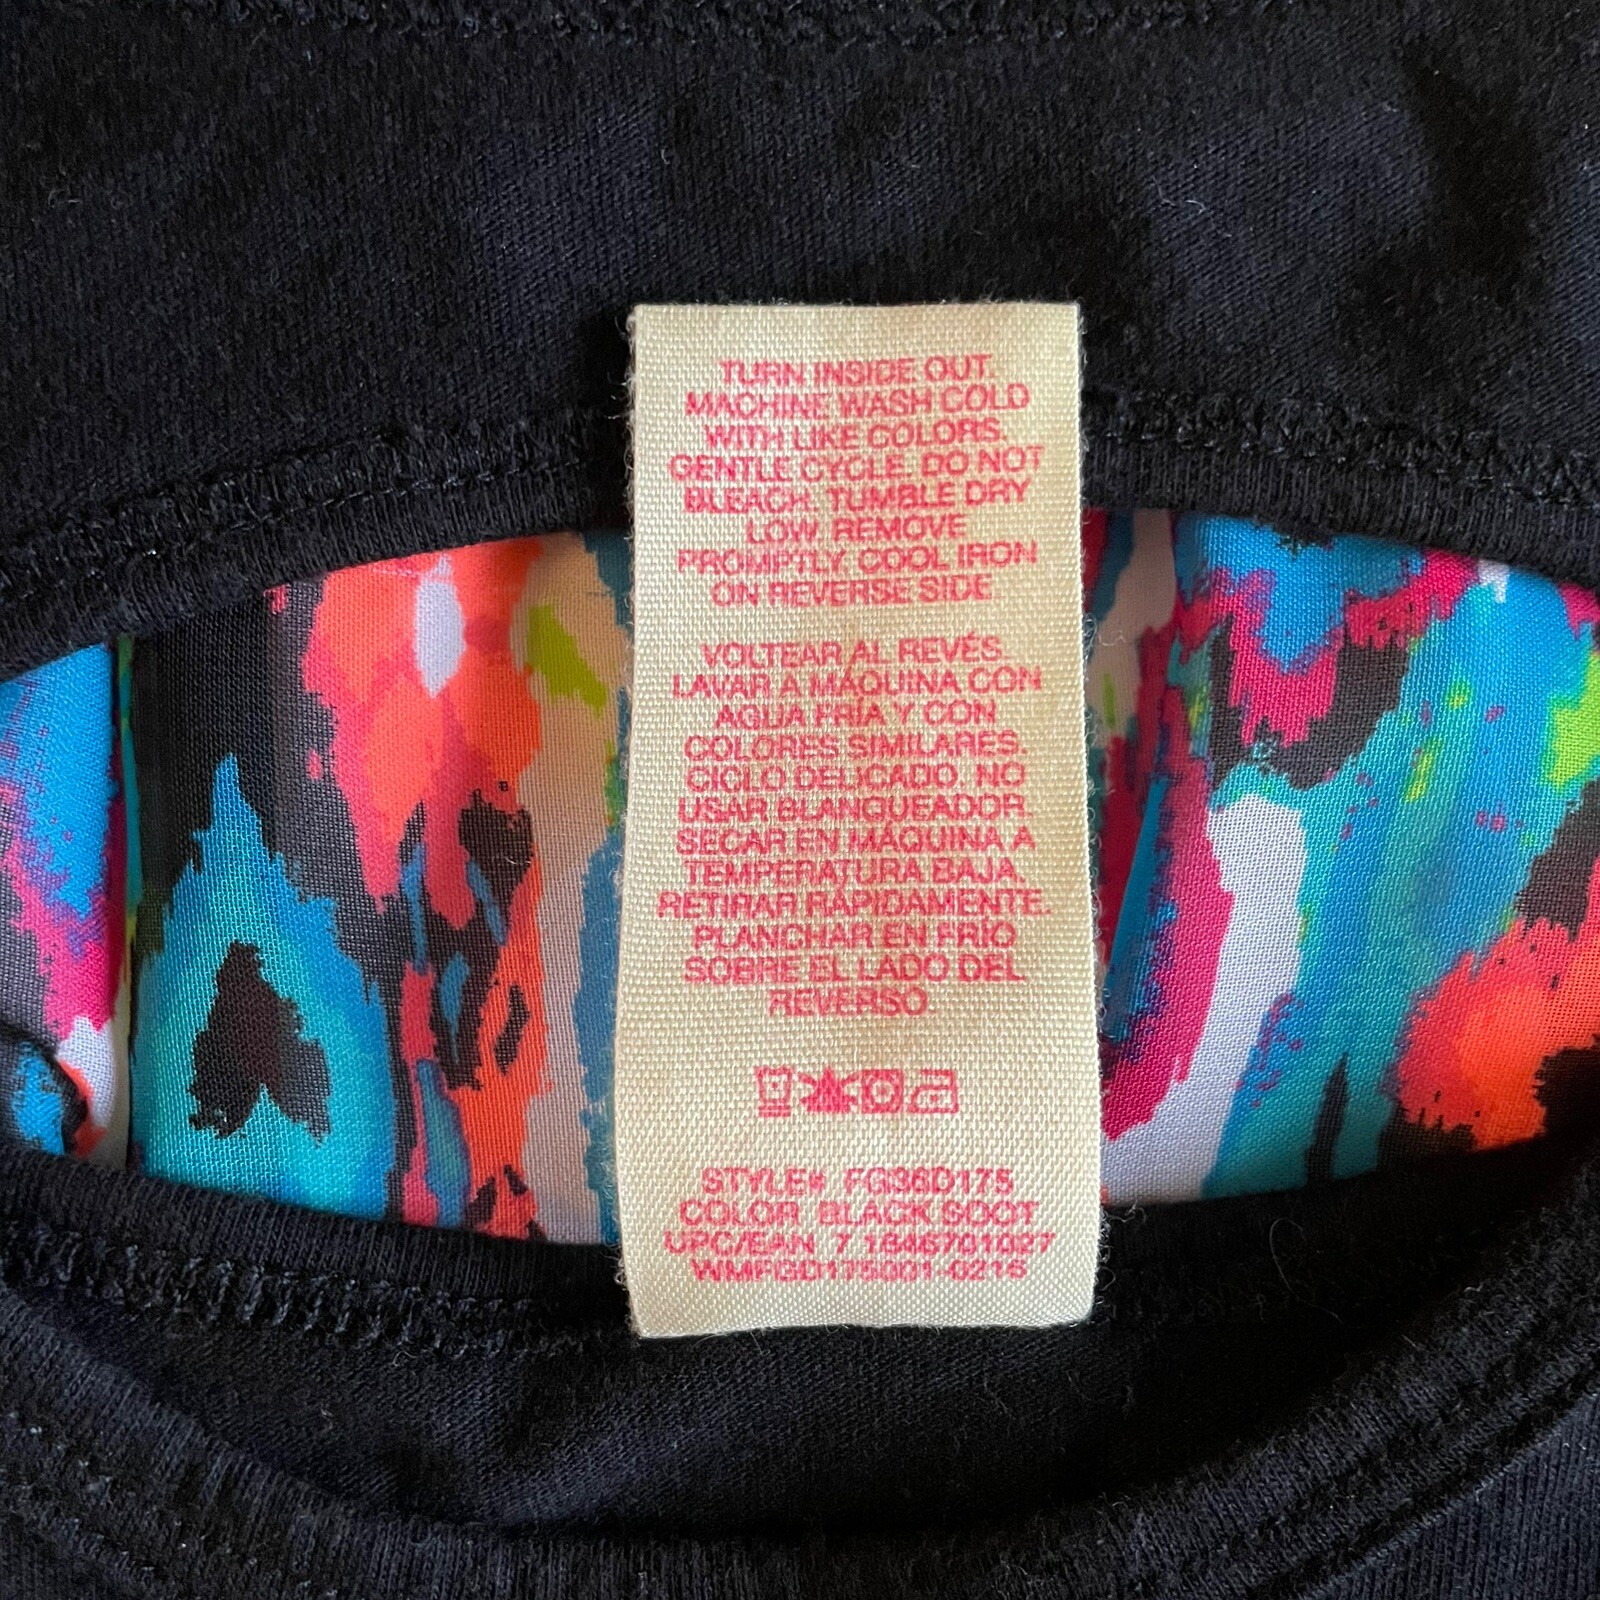 TURN INSIDE OUT.
MACHINE WASH COLD
WITH LIKE COLORS.
GENTLE CYCLE. DO NOT
BLEACH. TUMBLE DRY
LOW. REMOVE
PROMPTLY. COOL IRON
ON REVERSE SIDE
VOLTEAR AL REVÉS.
LAVAR A MÁQUINA CON
AGUA FRÍA Y CON
COLORES SIMILARES.
CICLO DELICADO. NO
USAR BLANQUEADOR.
SECAR EN MÁQUINA A
TEMPERATURA BAJA.
RETIRAR RÁPIDAMENTE.
PLANCHAR EN FRÍO
SOBRE EL LADO DEL
REVERSO
STYLE# FG36D175
COLOR BLACK SOOT
UPC/EAN 7 1846701027
WMFGD175001-0216